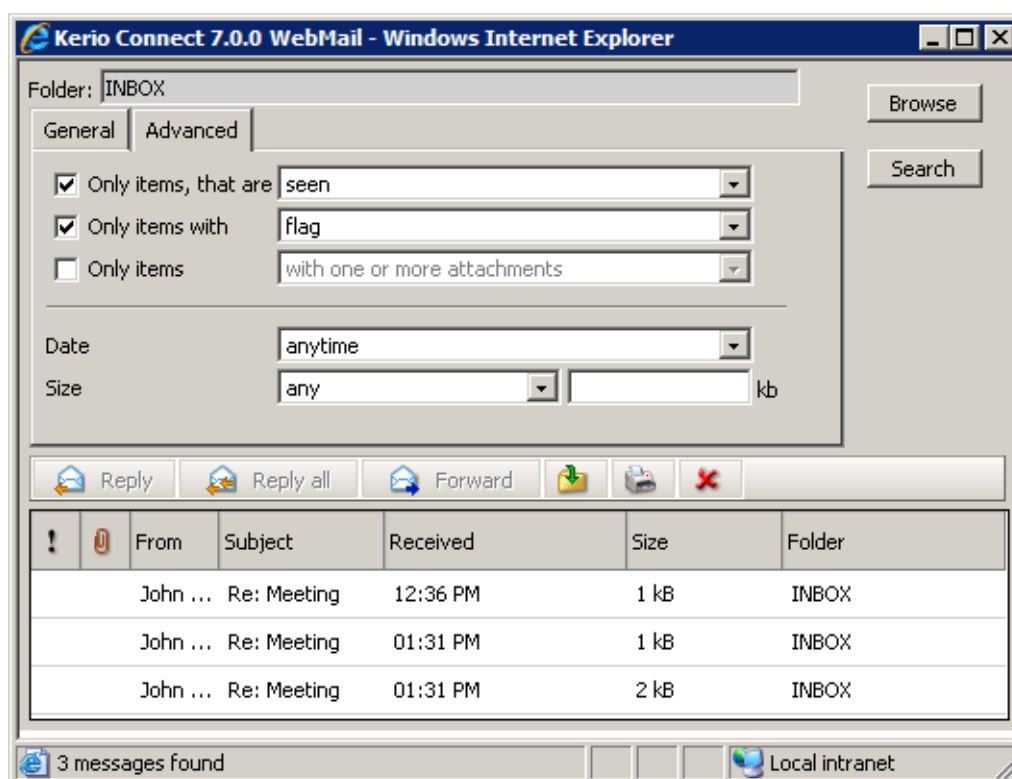 Kerio Connect 7.0.0 WebMail - Windows Internet Explorer
Folder: INBOX
Browse
General Advanced
Search
Only items, that are seen
Only items with flag
Only items with one or more attachments
Date anytime
Size any kb
Reply Reply all Forward
! From Subject Received Size Folder
John ... Re: Meeting 12:36 PM 1 kB INBOX
John ... Re: Meeting 01:31 PM 1 kB INBOX
John ... Re: Meeting 01:31 PM 2 kB INBOX
3 messages found Local intranet